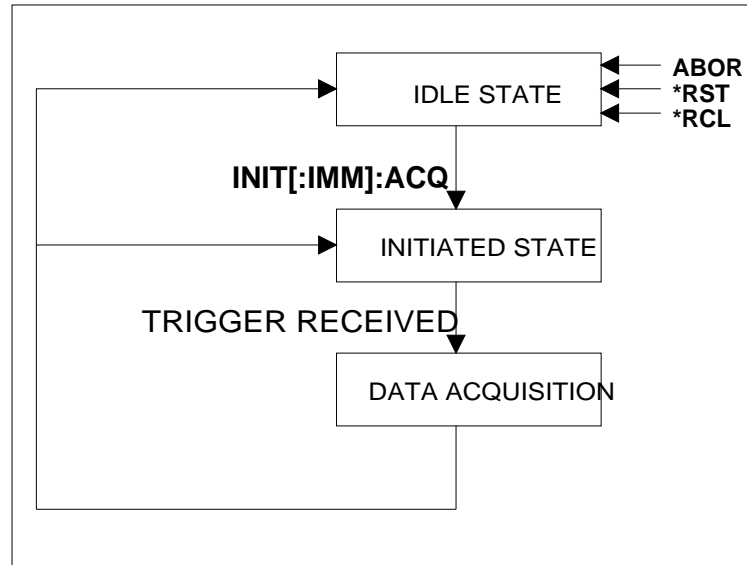 ABOR
IDLE STATE
*RST
*RCL
INIT[:IMM]:ACQ
INITIATED STATE
TRIGGER RECEIVED
DATA ACQUISITION